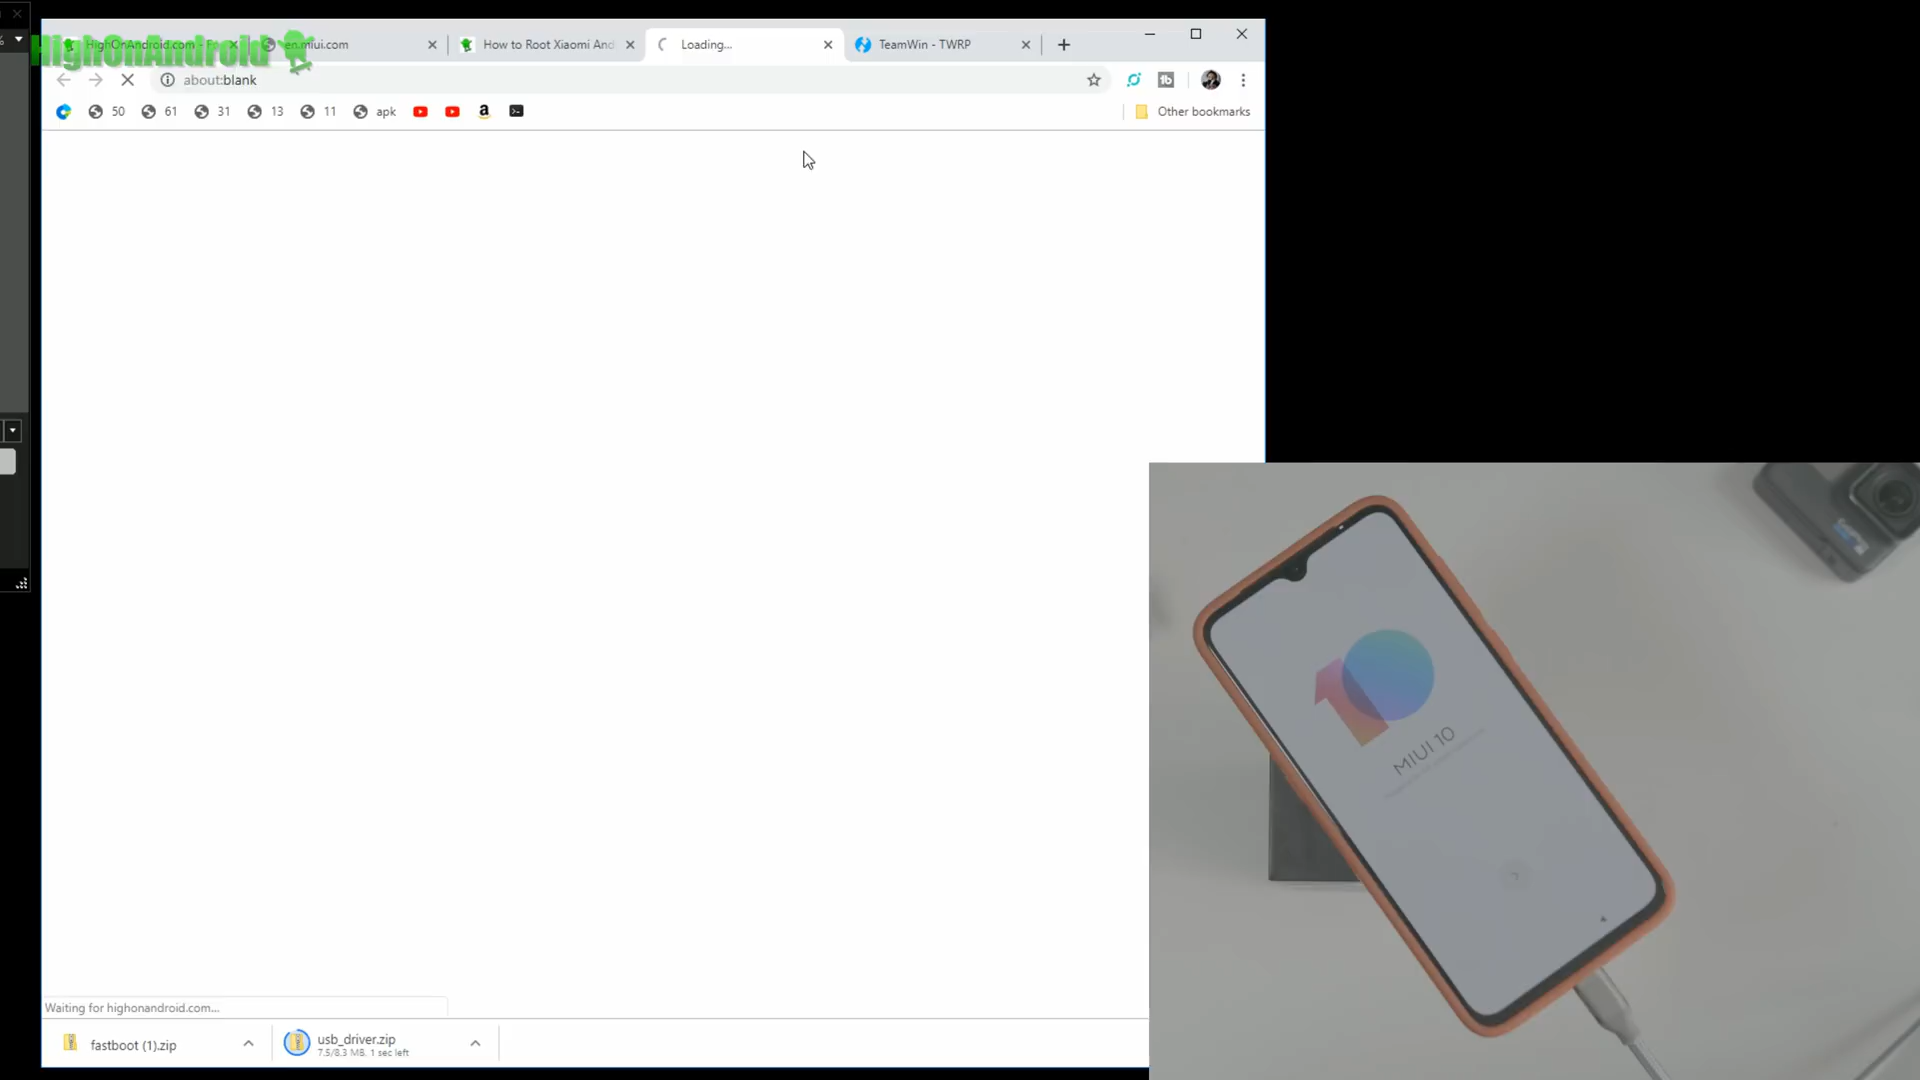 HighOnAndroid
HighOnAndroid.com - F
en.miui.com
How to Root Xiaomi And
Loading...
TeamWin - TWRP
about:blank
50
61
31
13
11
apk
Other bookmarks
MIUI 10
Waiting for highonandroid.com...
fastboot (1).zip
usb_driver.zip
7.5/8.3 MB, 1 sec left